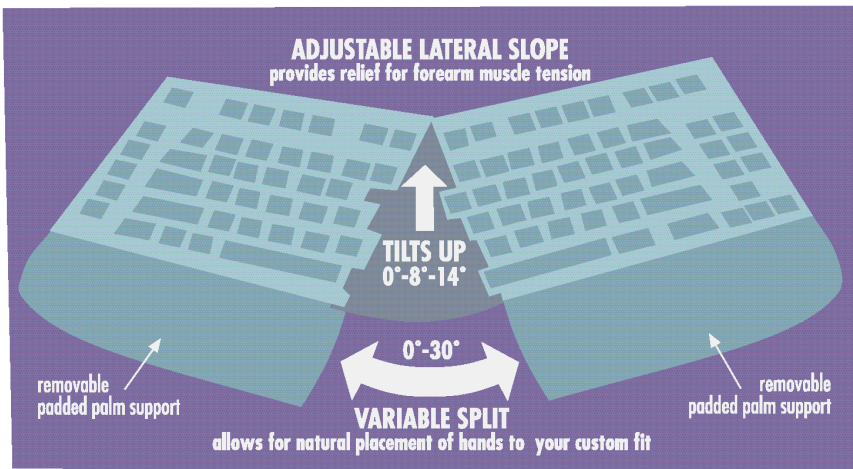 ADJUSTABLE LATERAL SLOPE
provides relief for forearm muscle tension
TILTS UP
0°-8°-14°
0°-30°
removable
padded palm support
removable
padded palm support
VARIABLE SPLIT
allows for natural placement of hands to your custom fit